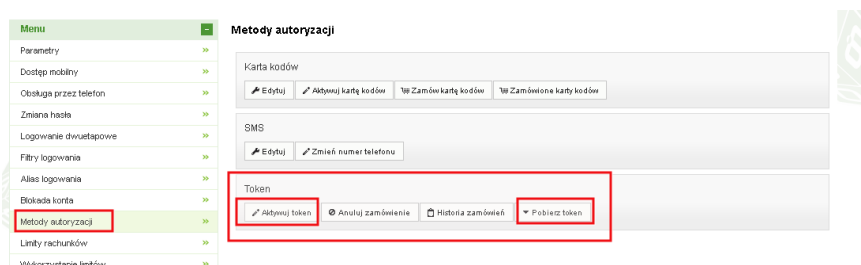 Menu
Metody autoryzacji
Parametry
Dostęp mobilny
Obsługa przez telefon
Zmiana hasła
Logowanie dwuetapowe
Filtry logowania
Alias logowania
Blokada konta
Metody autoryzacji
Limity rachunków
Wykorzystanie limitów
Karta kodów
Edytuj Aktywuj kartę kodów Zamów kartę kodów Zamówione karty kodów
SMS
Edytuj Zmień numer telefonu
Token
Aktywuj token Anuluj zamówienie Historia zamówień Pobierz token